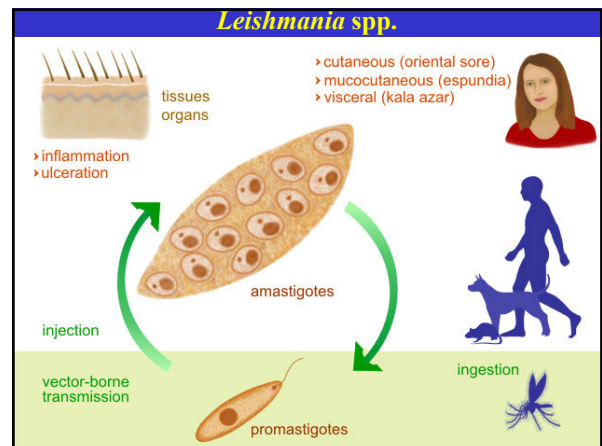 Leishmania spp.
› cutaneous (oriental sore)
› mucocutaneous (espundia)
› visceral (kala azar)
tissues
organs
› inflammation
› ulceration
amastigotes
injection
vector-borne
transmission
ingestion
promastigotes